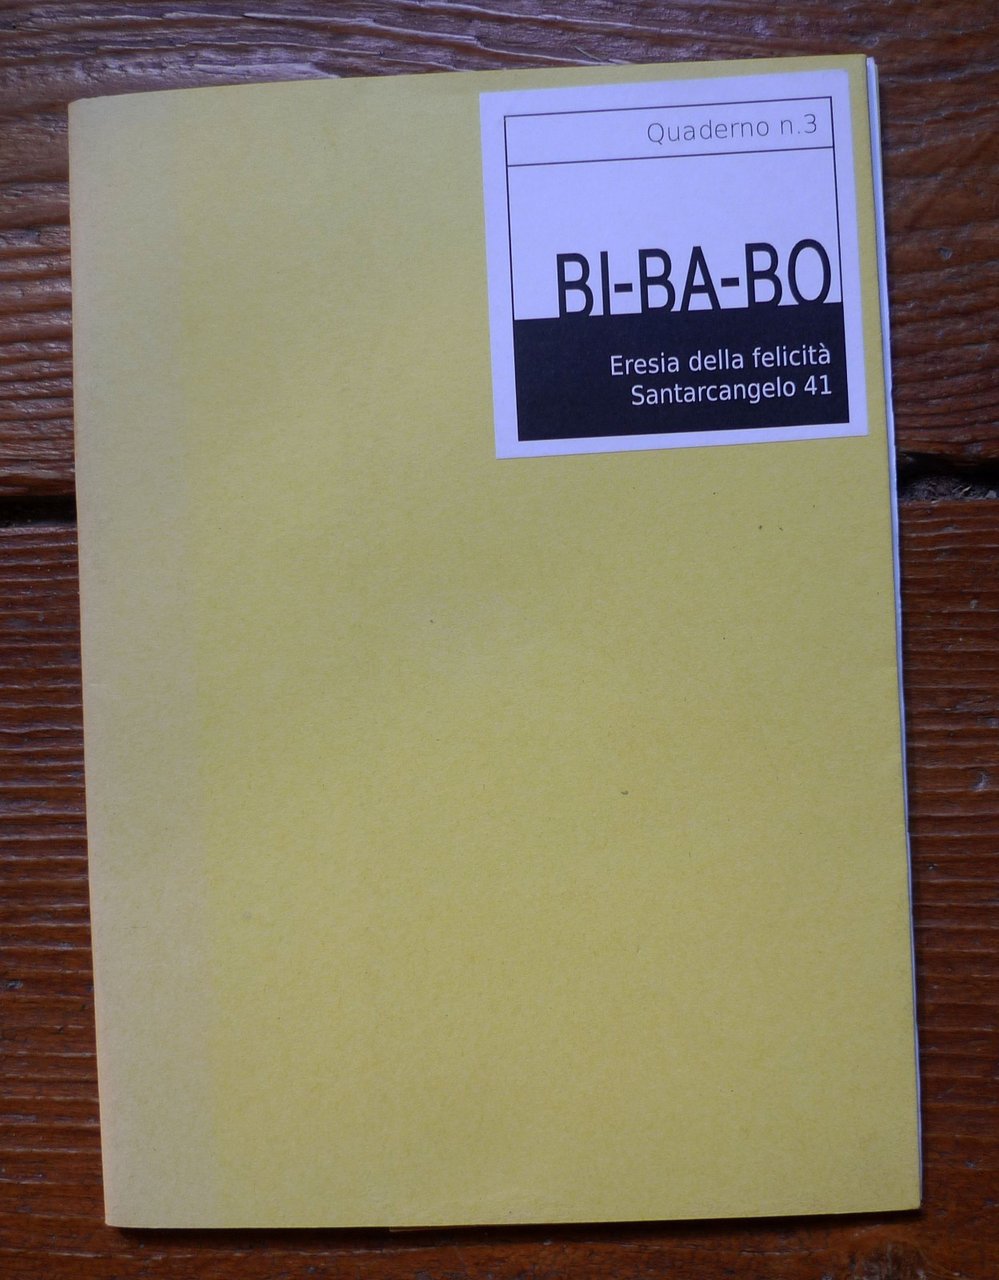 Quaderno n.3
BI-BA-BO
Eresia della felicità
Santarcangelo 41